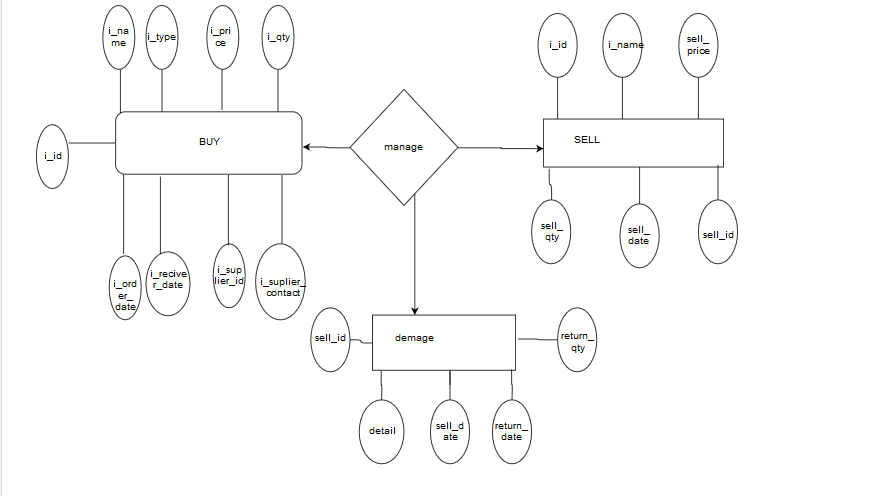 i_na
me
i_type
i_pri
ce
i_qty
i_id
i_name
sell_
price
i_id
BUY
manage
SELL
i_ord
er_
date
i_recive
r_date
i_sup
lier_id
i_suplier_
contact
sell_
qty
sell_
date
sell_id
sell_id
demage
return_
qty
detail
sell_d
ate
return_
date